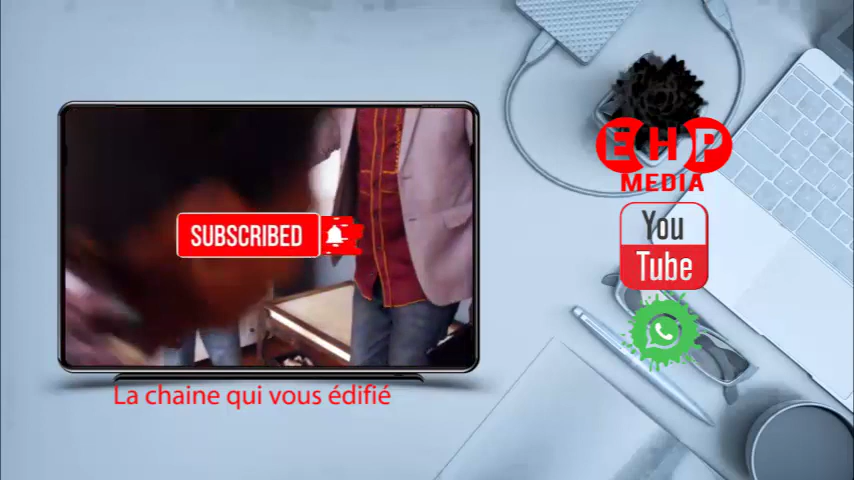 SUBSCRIBED
La chaine qui vous édifié
EHP
MEDIA
You
Tube